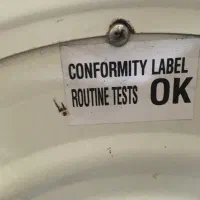 CONFORMITY LABEL
ROUTINE TESTS OK